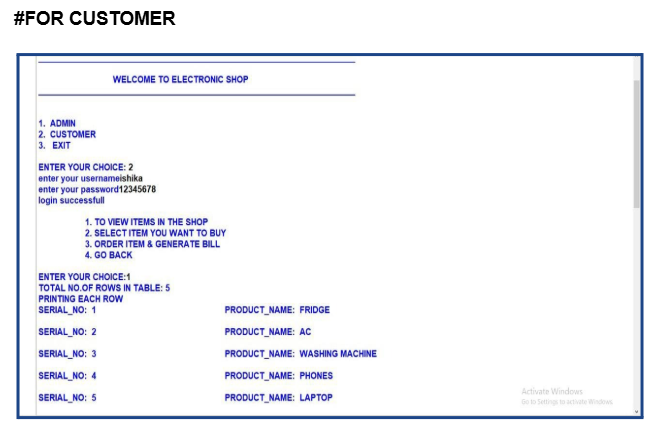 #FOR CUSTOMER
WELCOME TO ELECTRONIC SHOP
1. ADMIN
2. CUSTOMER
3. EXIT
ENTER YOUR CHOICE: 2
enter your usernameishika
enter your password12345678
login successfull
1. TO VIEW ITEMS IN THE SHOP
2. SELECT ITEM YOU WANT TO BUY
3. ORDER ITEM & GENERATE BILL
4. GO BACK
ENTER YOUR CHOICE:1
TOTAL NO.OF ROWS IN TABLE: 5
PRINTING EACH ROW
SERIAL_NO: 1 PRODUCT_NAME: FRIDGE
SERIAL_NO: 2 PRODUCT_NAME: AC
SERIAL_NO: 3 PRODUCT_NAME: WASHING MACHINE
SERIAL_NO: 4 PRODUCT_NAME: PHONES
SERIAL_NO: 5 PRODUCT_NAME: LAPTOP
Activate Windows
Go to Settings to activate Windows.